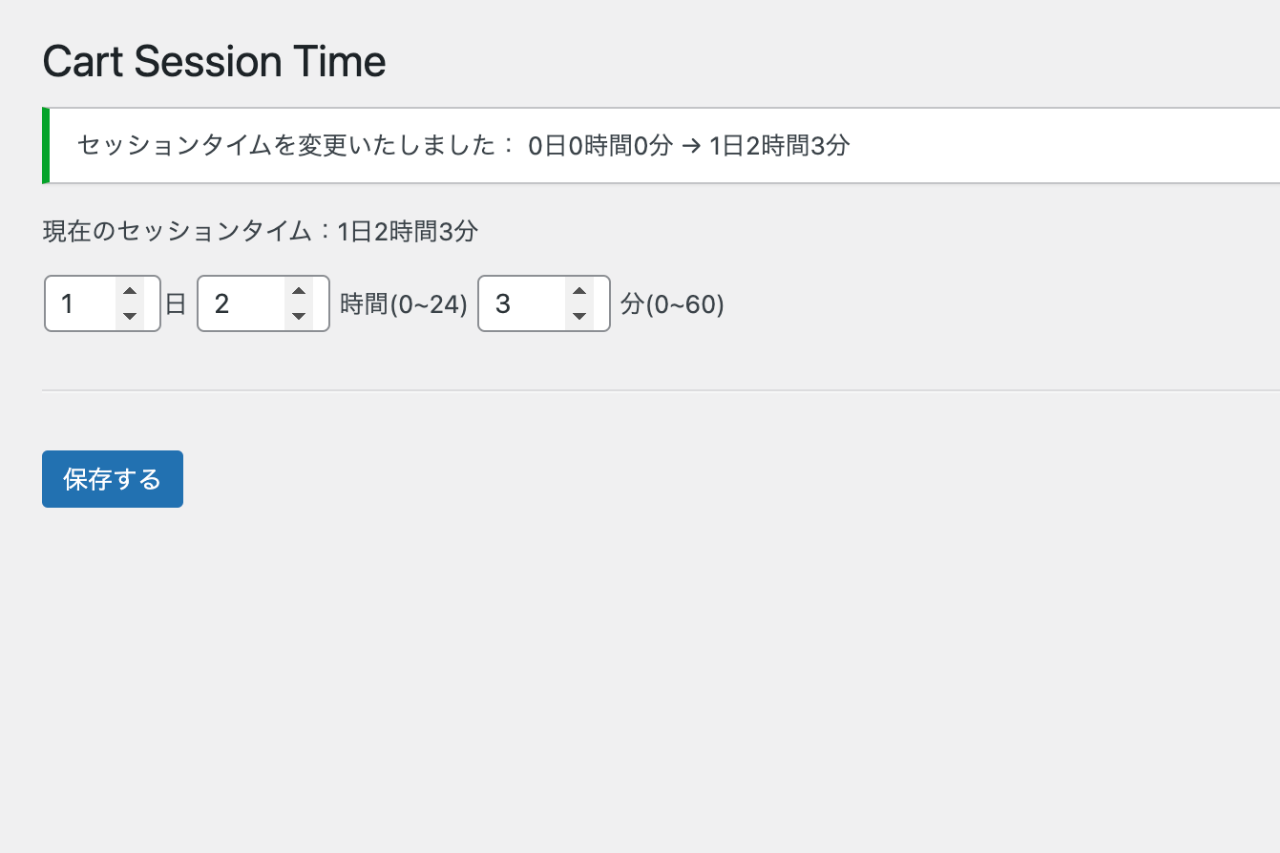 Cart Session Time
セッションタイムを変更いたしました： 0日0時間0分 → 1日2時間3分
現在のセッションタイム：1日2時間3分
1 日 2 時間(0~24) 3 分(0~60)
保存する